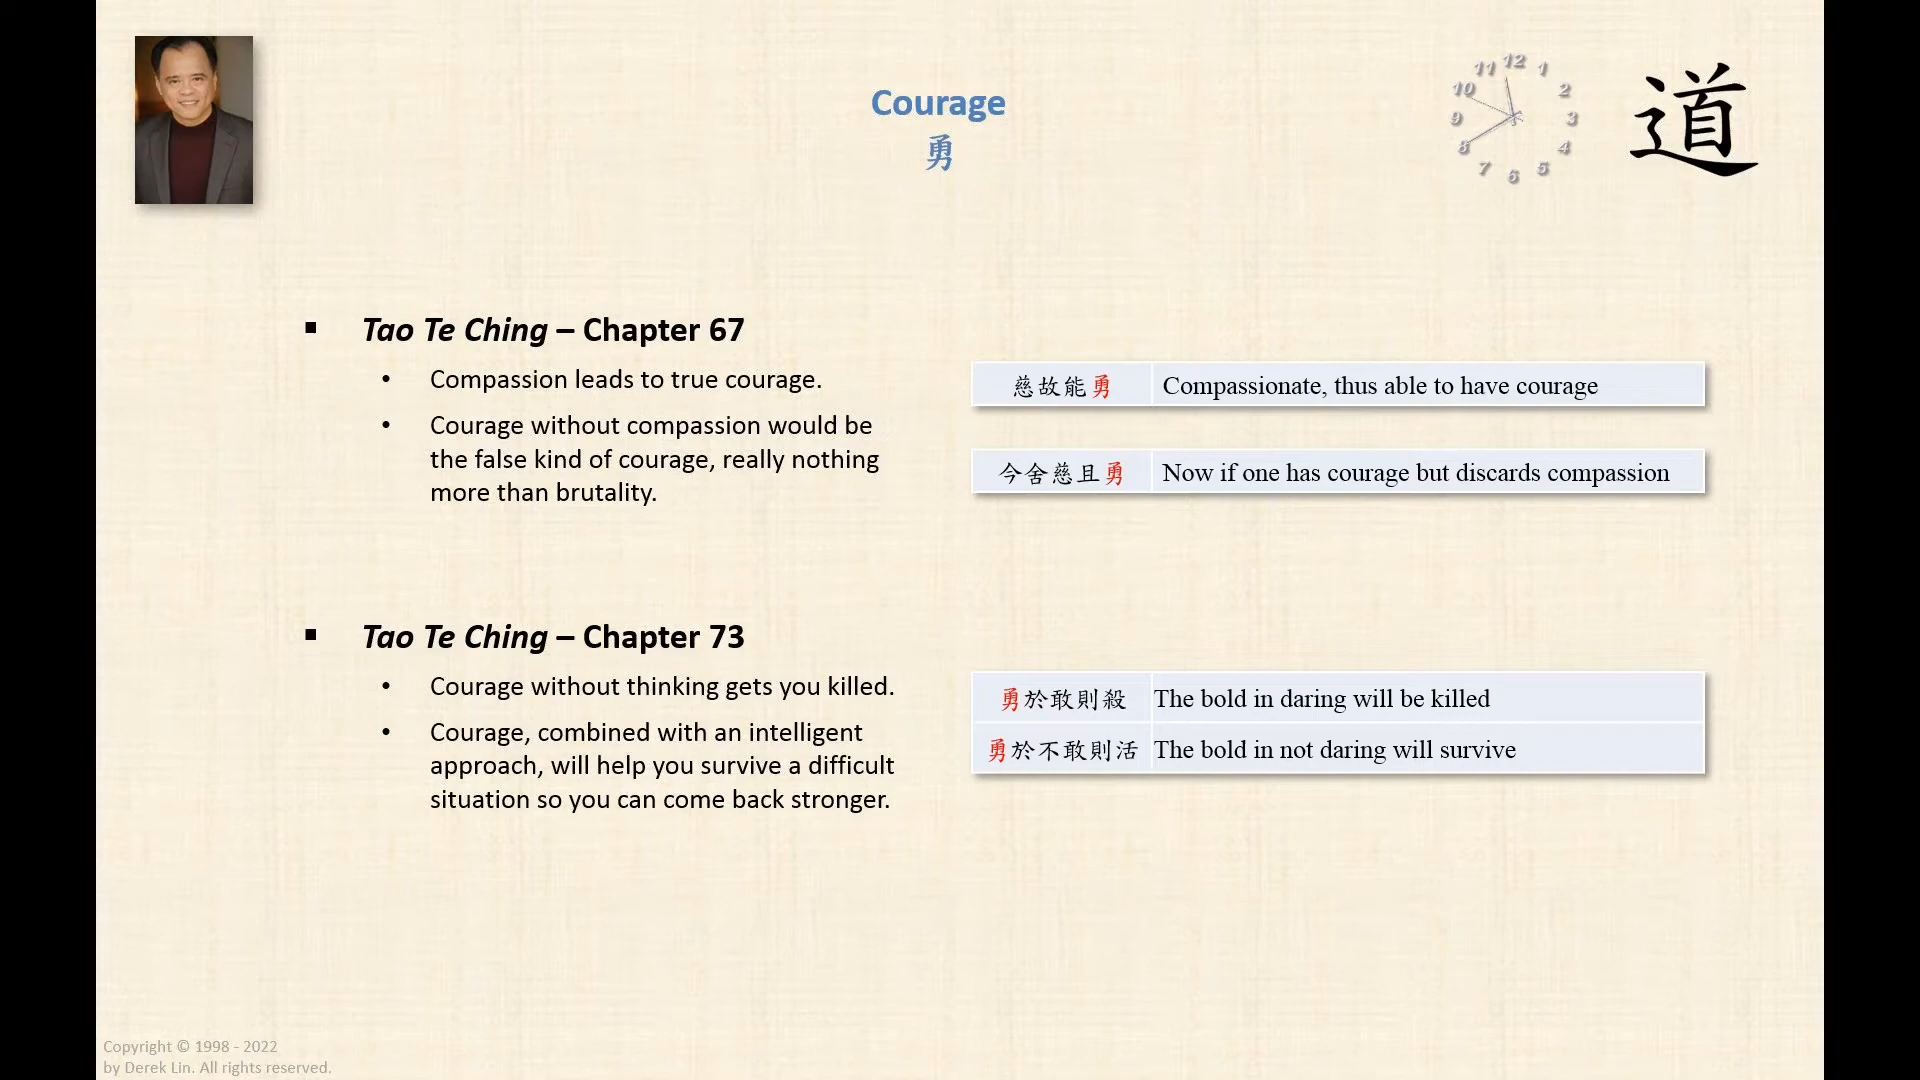 Courage
勇
12
1
2
3
4
5
6
7
8
9
10
11
道
▪ Tao Te Ching – Chapter 67
• Compassion leads to true courage.
• Courage without compassion would be
the false kind of courage, really nothing
more than brutality.
慈故能勇 Compassionate, thus able to have courage
今舍慈且勇 Now if one has courage but discards compassion
▪ Tao Te Ching – Chapter 73
• Courage without thinking gets you killed.
• Courage, combined with an intelligent
approach, will help you survive a difficult
situation so you can come back stronger.
勇於敢則殺 The bold in daring will be killed
勇於不敢則活 The bold in not daring will survive
Copyright © 1998 - 2022
by Derek Lin. All rights reserved.